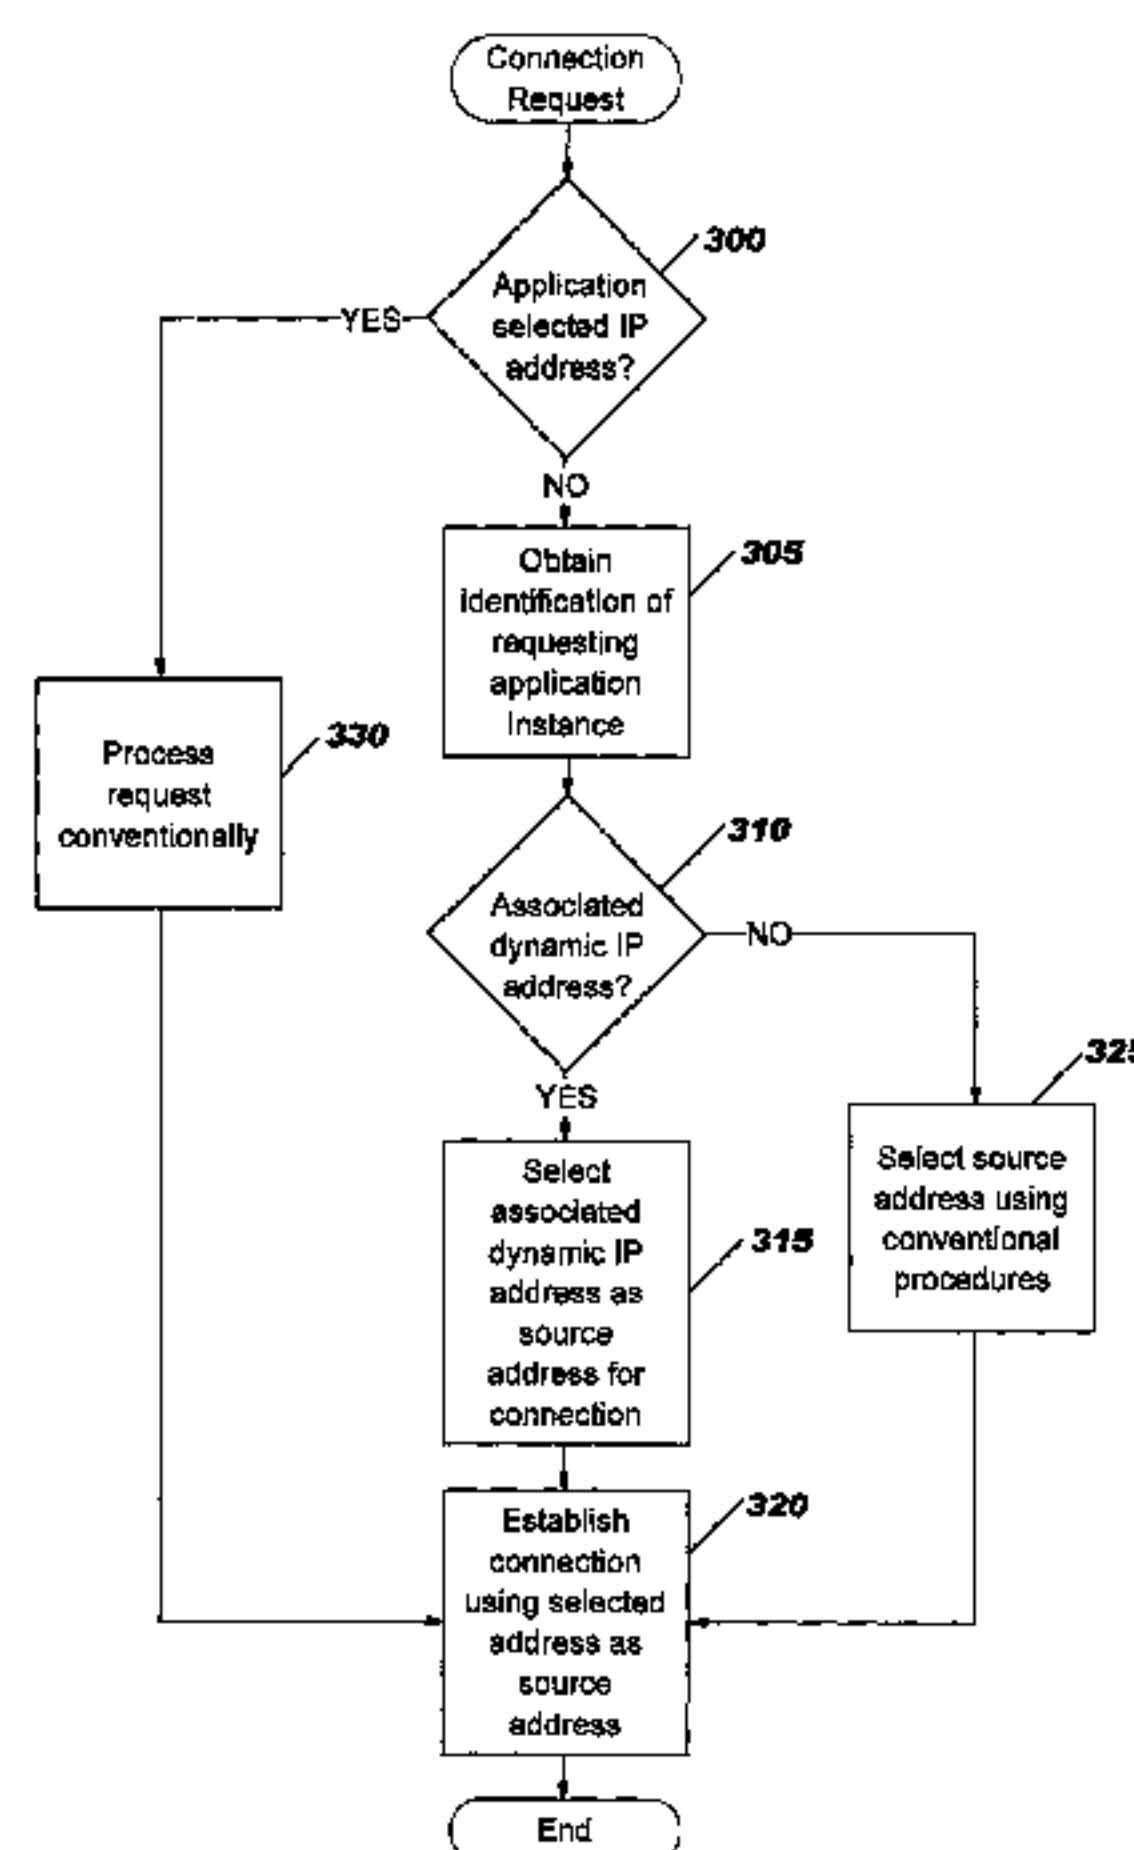 Connection
Request
300
Application
selected IP
address?
YES
NO
Obtain
identification of
requesting
application
instance
305
Process
request
conventionally
330
310
Associated
dynamic IP
address?
NO
YES
325
Select source
address using
conventional
procedures
Select
associated
dynamic IP
address as
source
address for
connection
315
Establish
connection
using selected
address as
source
address
320
End